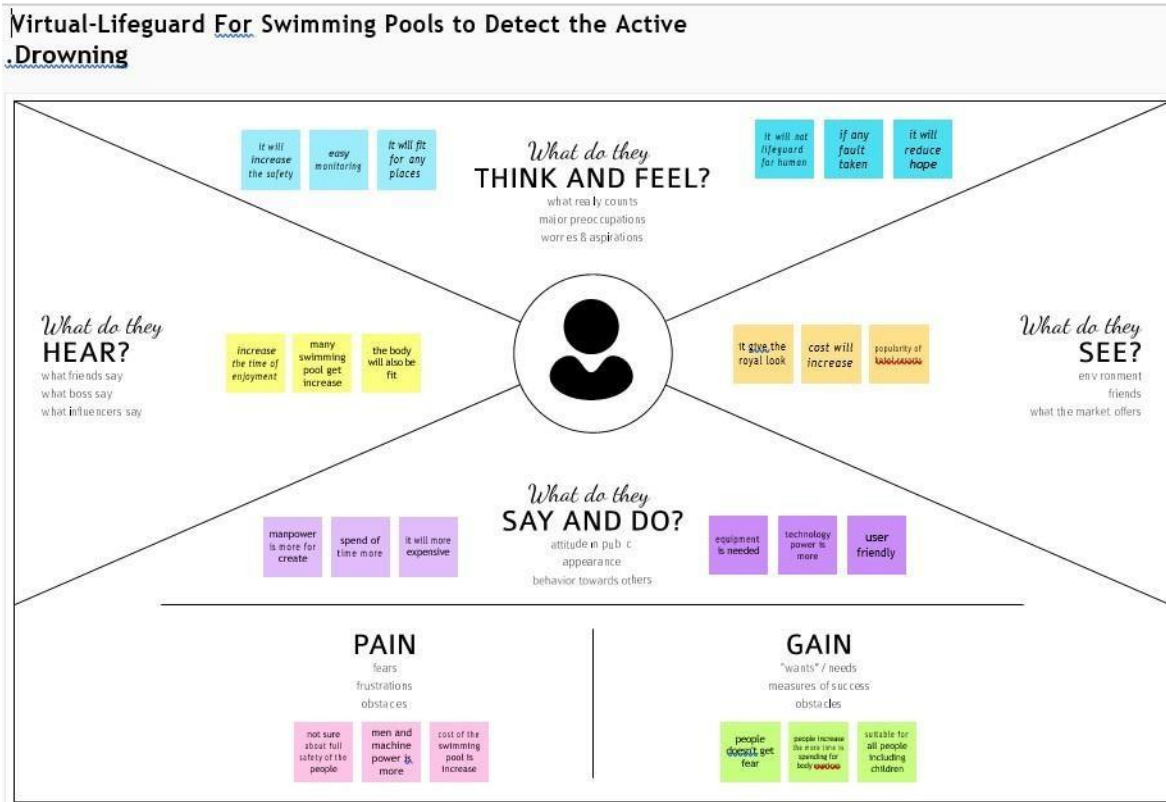 Virtual-Lifeguard For Swimming Pools to Detect the Active
.Drowning
it will
increase
the safety
easy
monitoring
it will fit
for any
places
What do they
THINK AND FEEL?
what really counts
major preoccupations
worries & aspirations
it will not
lifeguard
for human
if any
fault
taken
it will
reduce
hope
What do they
HEAR?
what friends say
what boss say
what influencers say
increase
the time of
enjoyment
many
swimming
pool get
increase
the body
will also be
fit
it give the
royal look
cost will
increase
popularity of
What do they
SEE?
environment
friends
what the market offers
What do they
SAY AND DO?
attitude in public
appearance
behavior towards others
manpower
is more for
create
spend of
time more
it will more
expensive
equipment
is needed
technology
power is
more
user
friendly
PAIN
fears
frustrations
obstacles
not sure
about full
safety of the
people
men and
machine
power is
more
cost of the
swimming
pool is
increase
GAIN
"wants" / needs
measures of success
obstacles
people
doesn't get
fear
people increase
the more time is
spending for
body
suitable for
all people
including
children